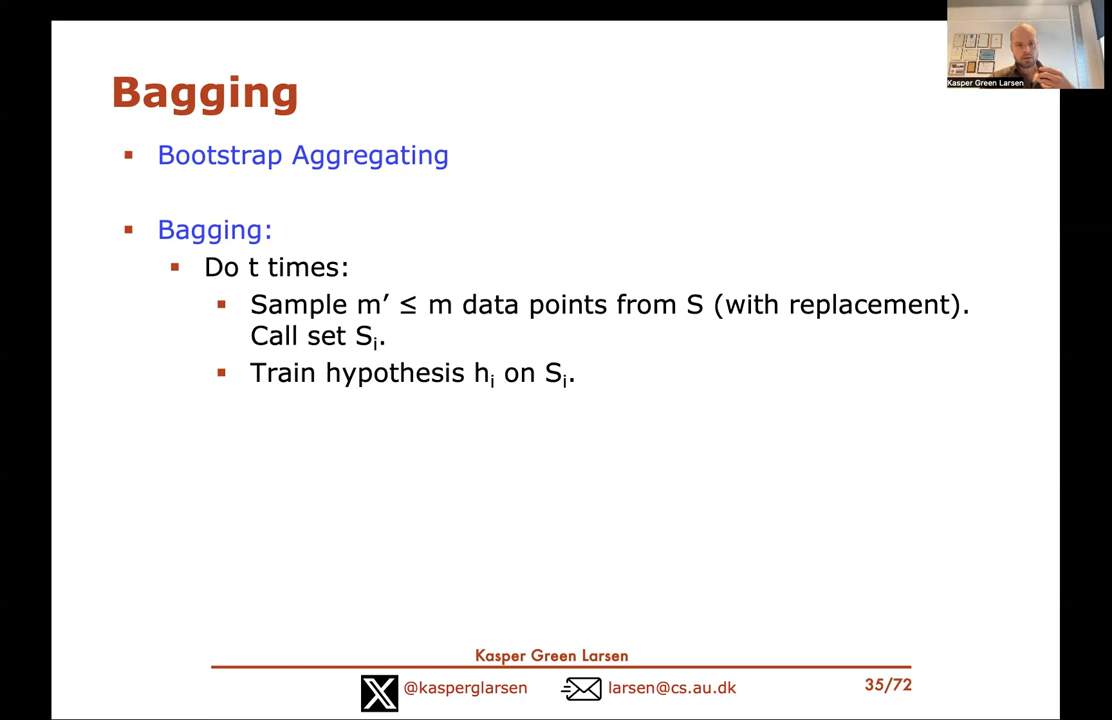 Kasper Green Larsen
Bagging
Bootstrap Aggregating
Bagging:
Do t times:
Sample m’ ≤ m data points from S (with replacement).
Call set Sᵢ.
Train hypothesis hᵢ on Sᵢ.
Kasper Green Larsen
@kasperglarsen
larsen@cs.au.dk
35/72